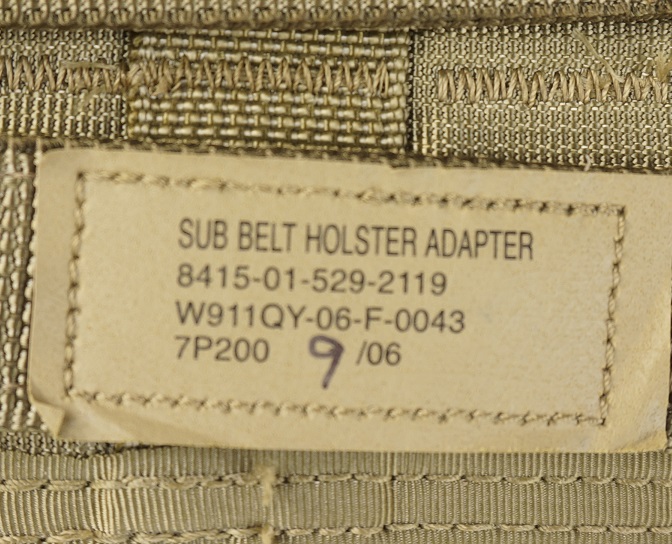 SUB BELT HOLSTER ADAPTER
8415-01-529-2119
W911QY-06-F-0043
7P200 9 /06